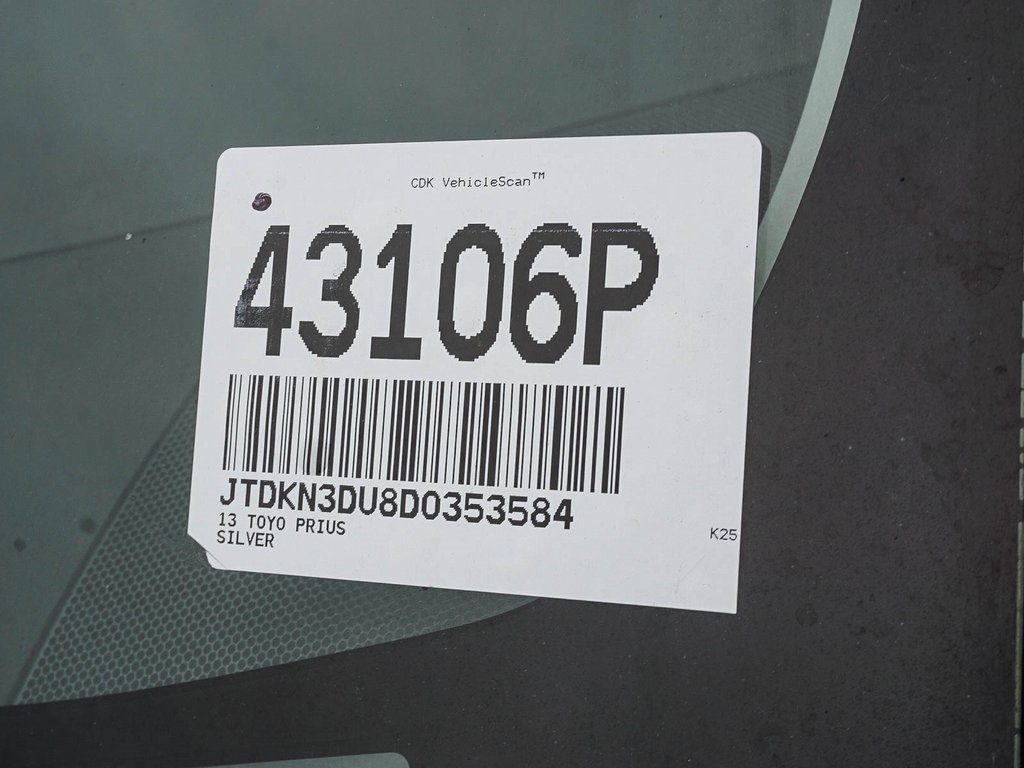 CDK VehicleScan™
43106P
JTDKN3DU8D0353584
13 TOYO PRIUS
SILVER
K25